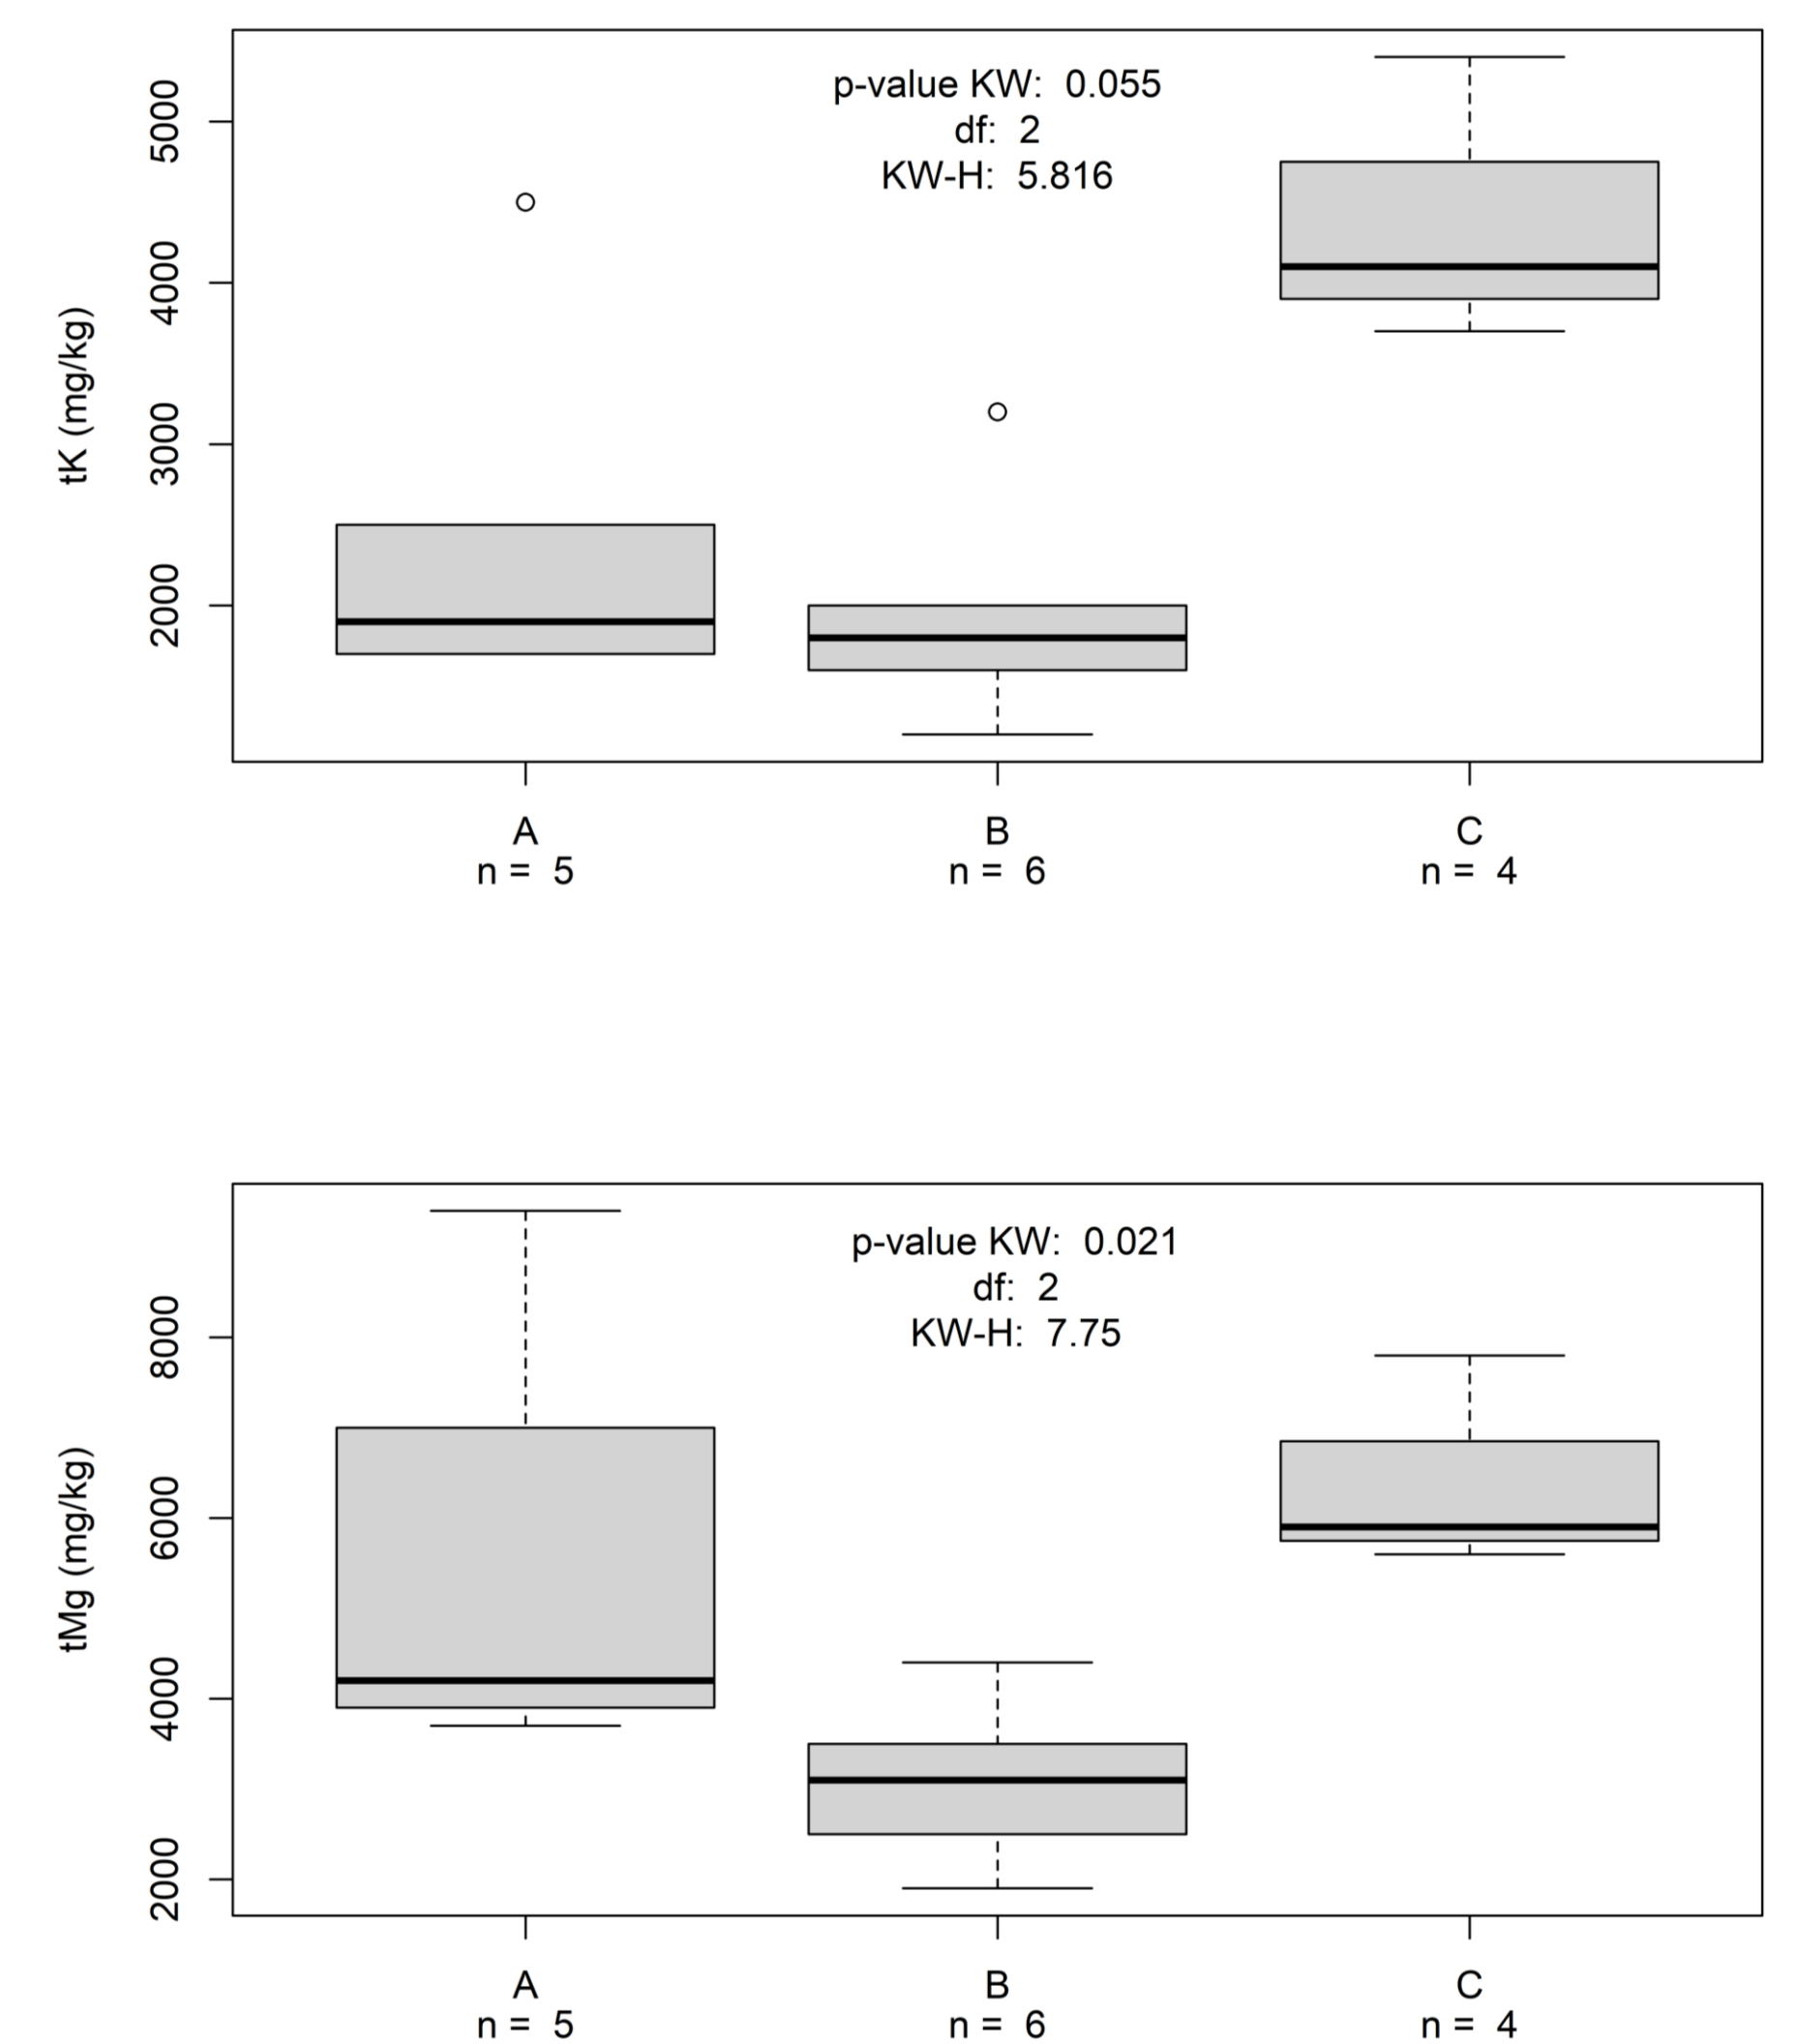 p-value KW: 0.055
df: 2
KW-H: 5.816
tK (mg/kg)
5000
4000
3000
2000
A
n = 5
B
n = 6
C
n = 4
p-value KW: 0.021
df: 2
KW-H: 7.75
tMg (mg/kg)
8000
6000
4000
2000
A
n = 5
B
n = 6
C
n = 4